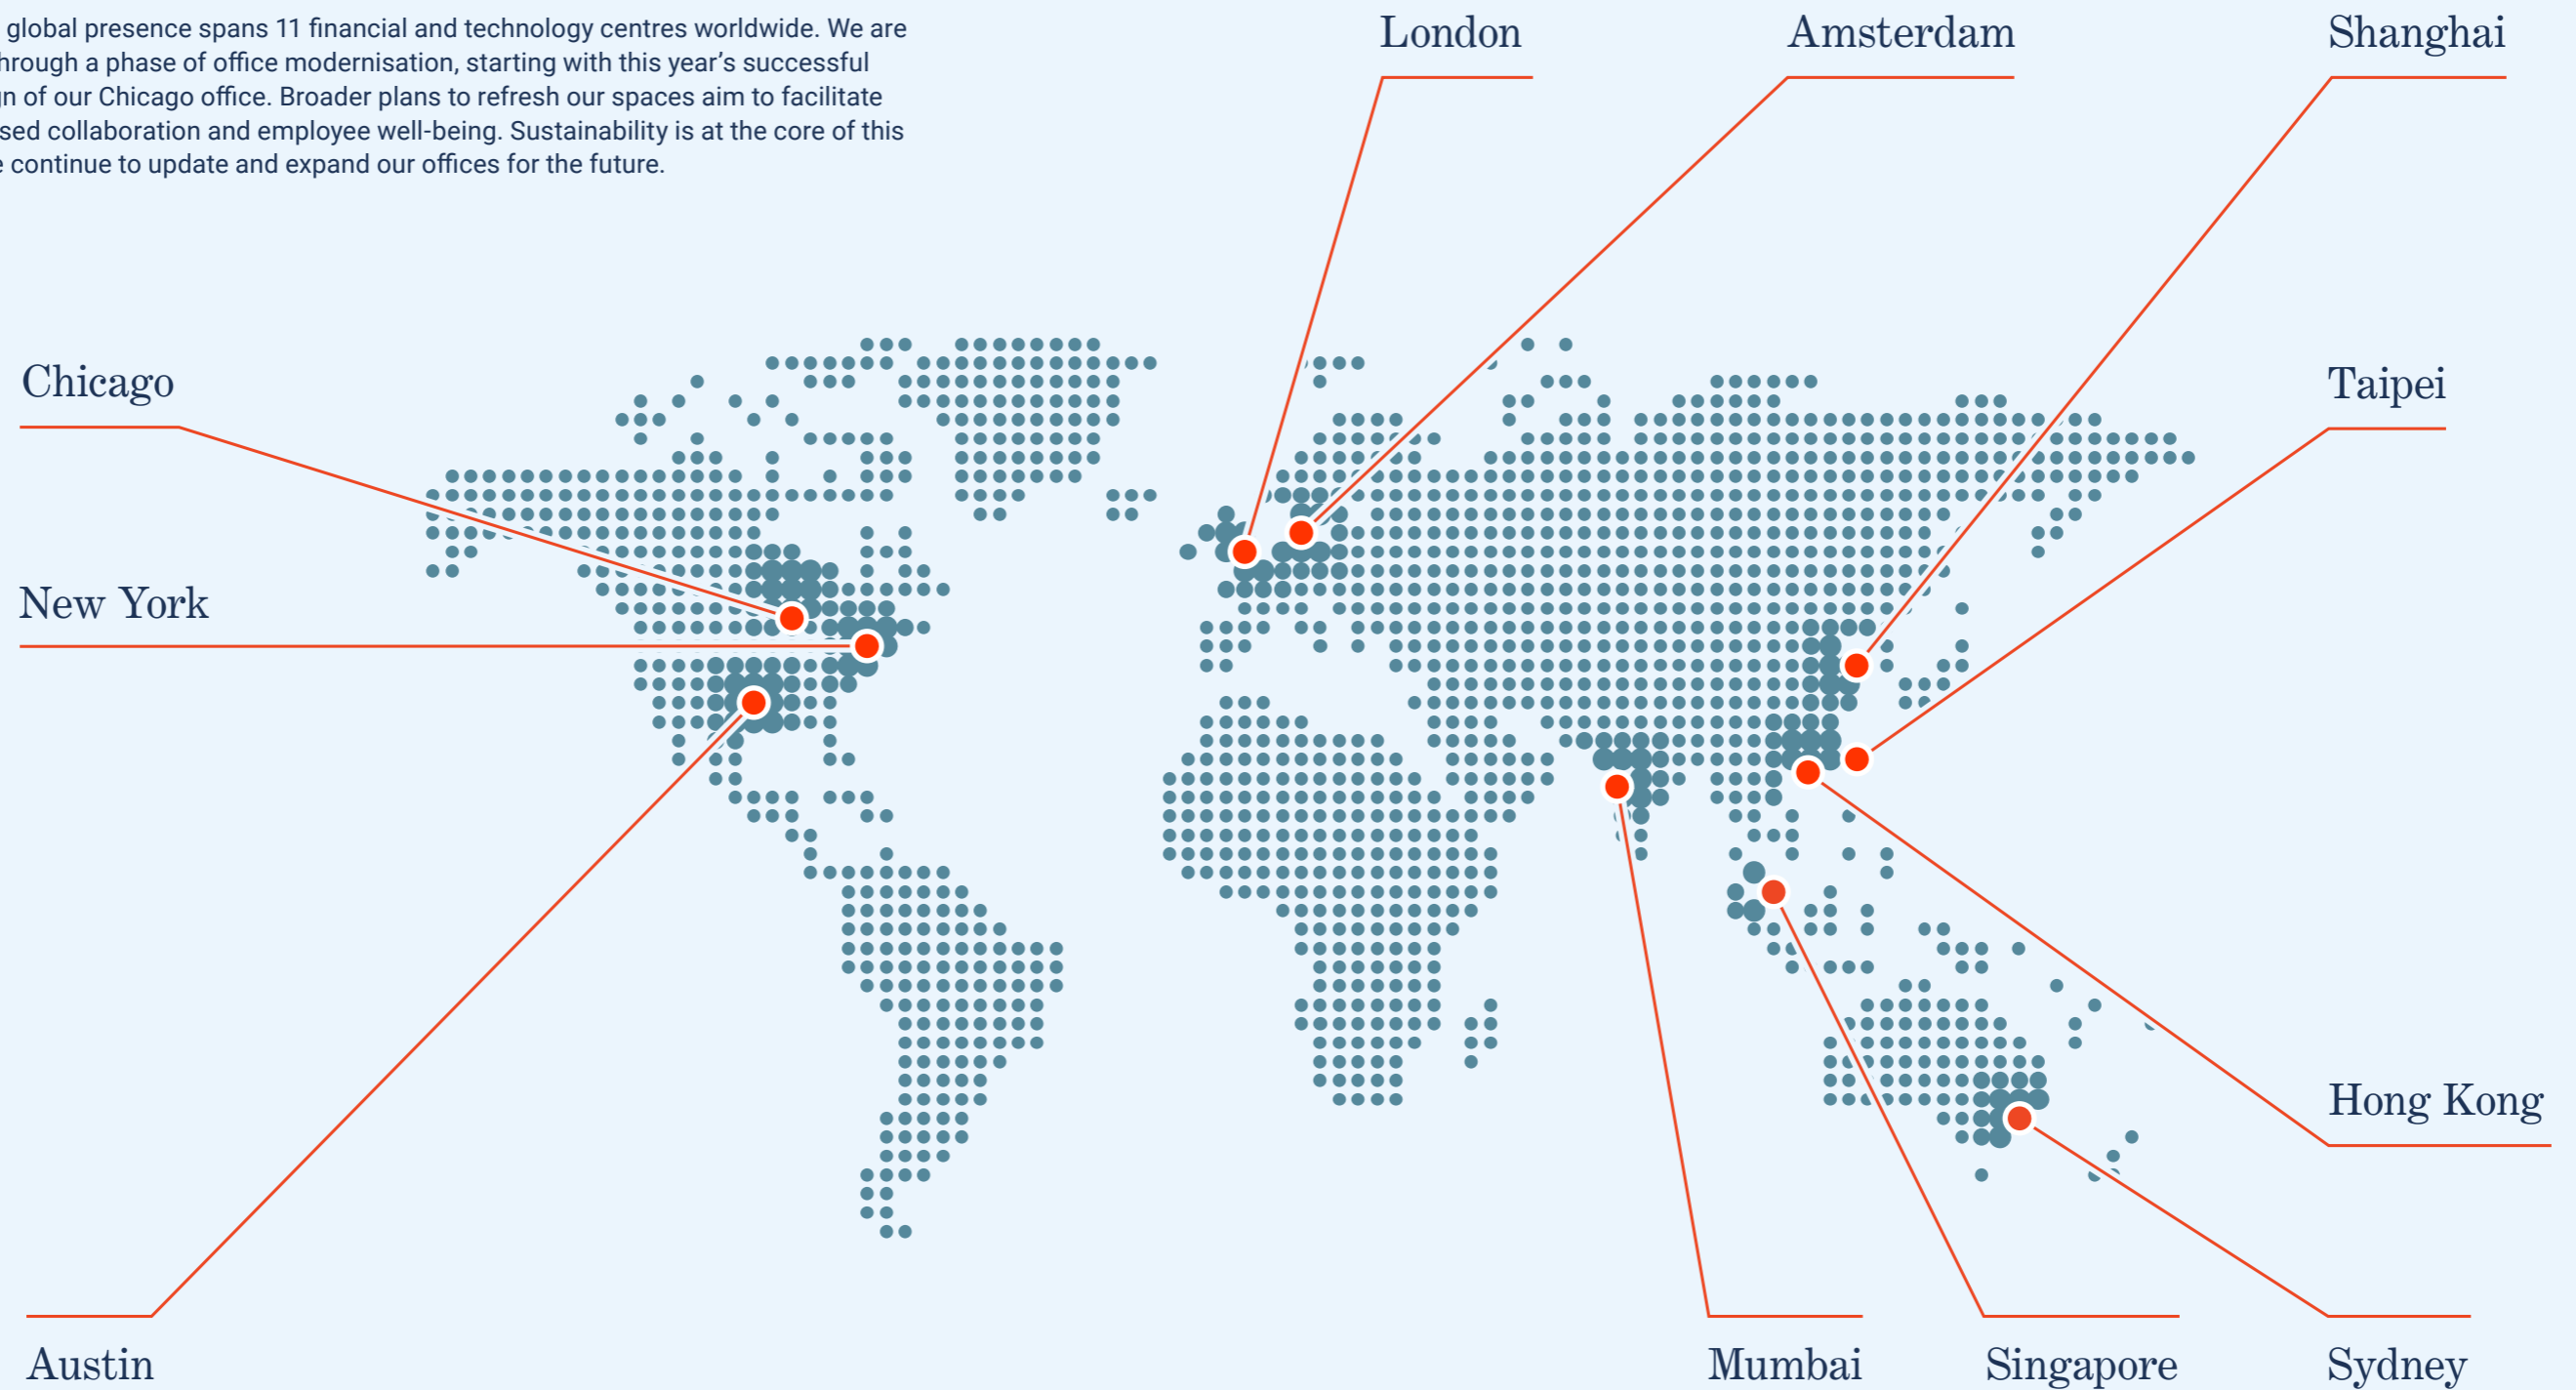 global presence spans 11 financial and technology centres worldwide. We are
hrough a phase of office modernisation, starting with this year’s successful
gn of our Chicago office. Broader plans to refresh our spaces aim to facilitate
sed collaboration and employee well-being. Sustainability is at the core of this
e continue to update and expand our offices for the future.
London
Amsterdam
Shanghai
Chicago
Taipei
New York
Hong Kong
Austin
Mumbai
Singapore
Sydney